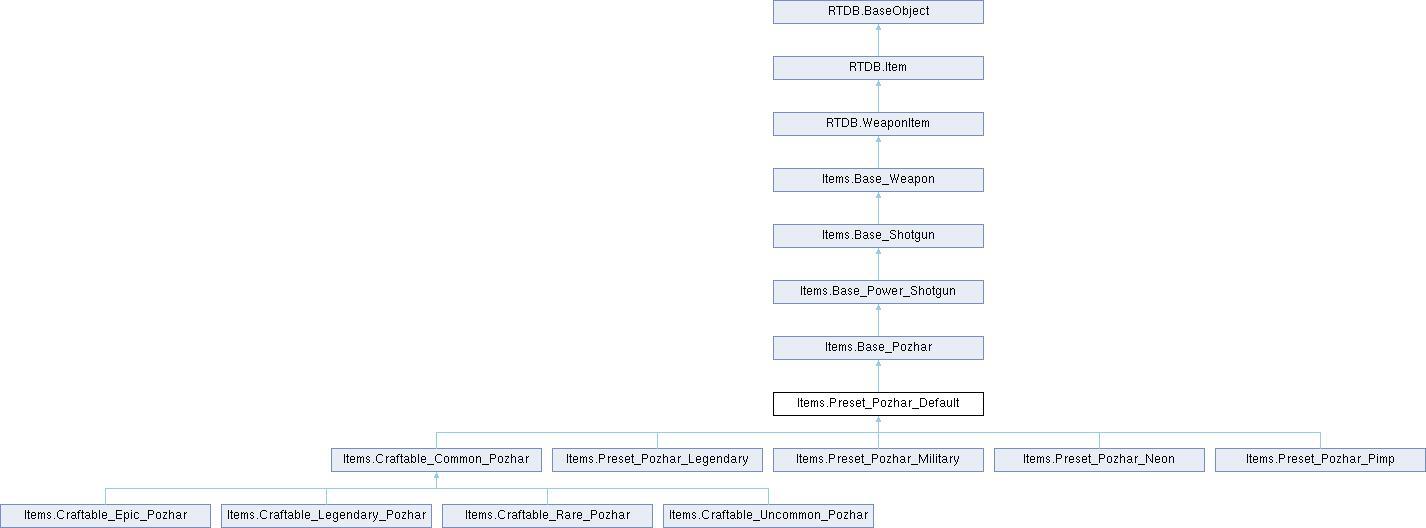 RTDB.BaseObject
RTDB.Item
RTDB.WeaponItem
Items.Base_Weapon
Items.Base_Shotgun
Items.Base_Power_Shotgun
Items.Base_Pozhar
Items.Preset_Pozhar_Default
Items.Craftable_Common_Pozhar
Items.Preset_Pozhar_Legendary
Items.Preset_Pozhar_Military
Items.Preset_Pozhar_Neon
Items.Preset_Pozhar_Pimp
Items.Craftable_Epic_Pozhar
Items.Craftable_Legendary_Pozhar
Items.Craftable_Rare_Pozhar
Items.Craftable_Uncommon_Pozhar